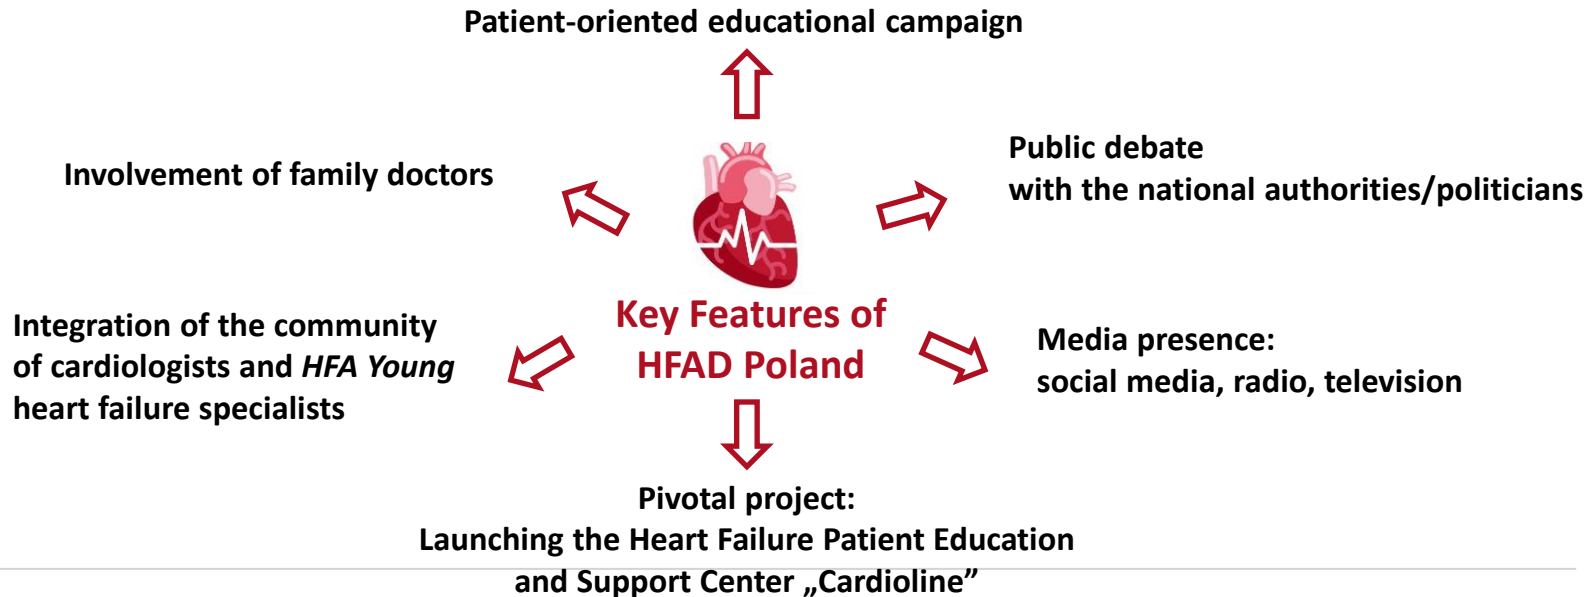 Patient-oriented educational campaign
Involvement of family doctors
Public debate
with the national authorities/politicians
Key Features of
HFAD Poland
Integration of the community
of cardiologists and HFA Young
heart failure specialists
Media presence:
social media, radio, television
Pivotal project:
Launching the Heart Failure Patient Education
and Support Center „Cardioline”